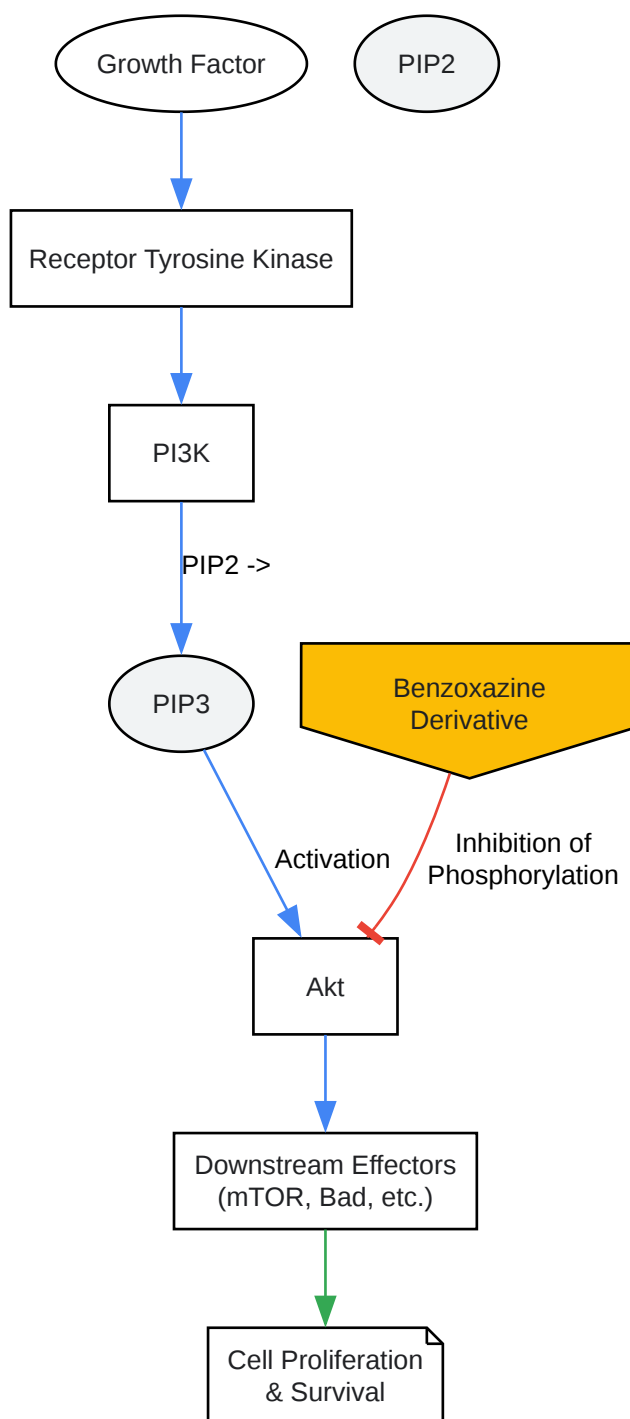 Growth Factor
PIP2
Receptor Tyrosine Kinase
PI3K
PIP2 ->
PIP3
Benzoxazine
Derivative
Activation
Inhibition of
Phosphorylation
Akt
Downstream Effectors
(mTOR, Bad, etc.)
Cell Proliferation
& Survival